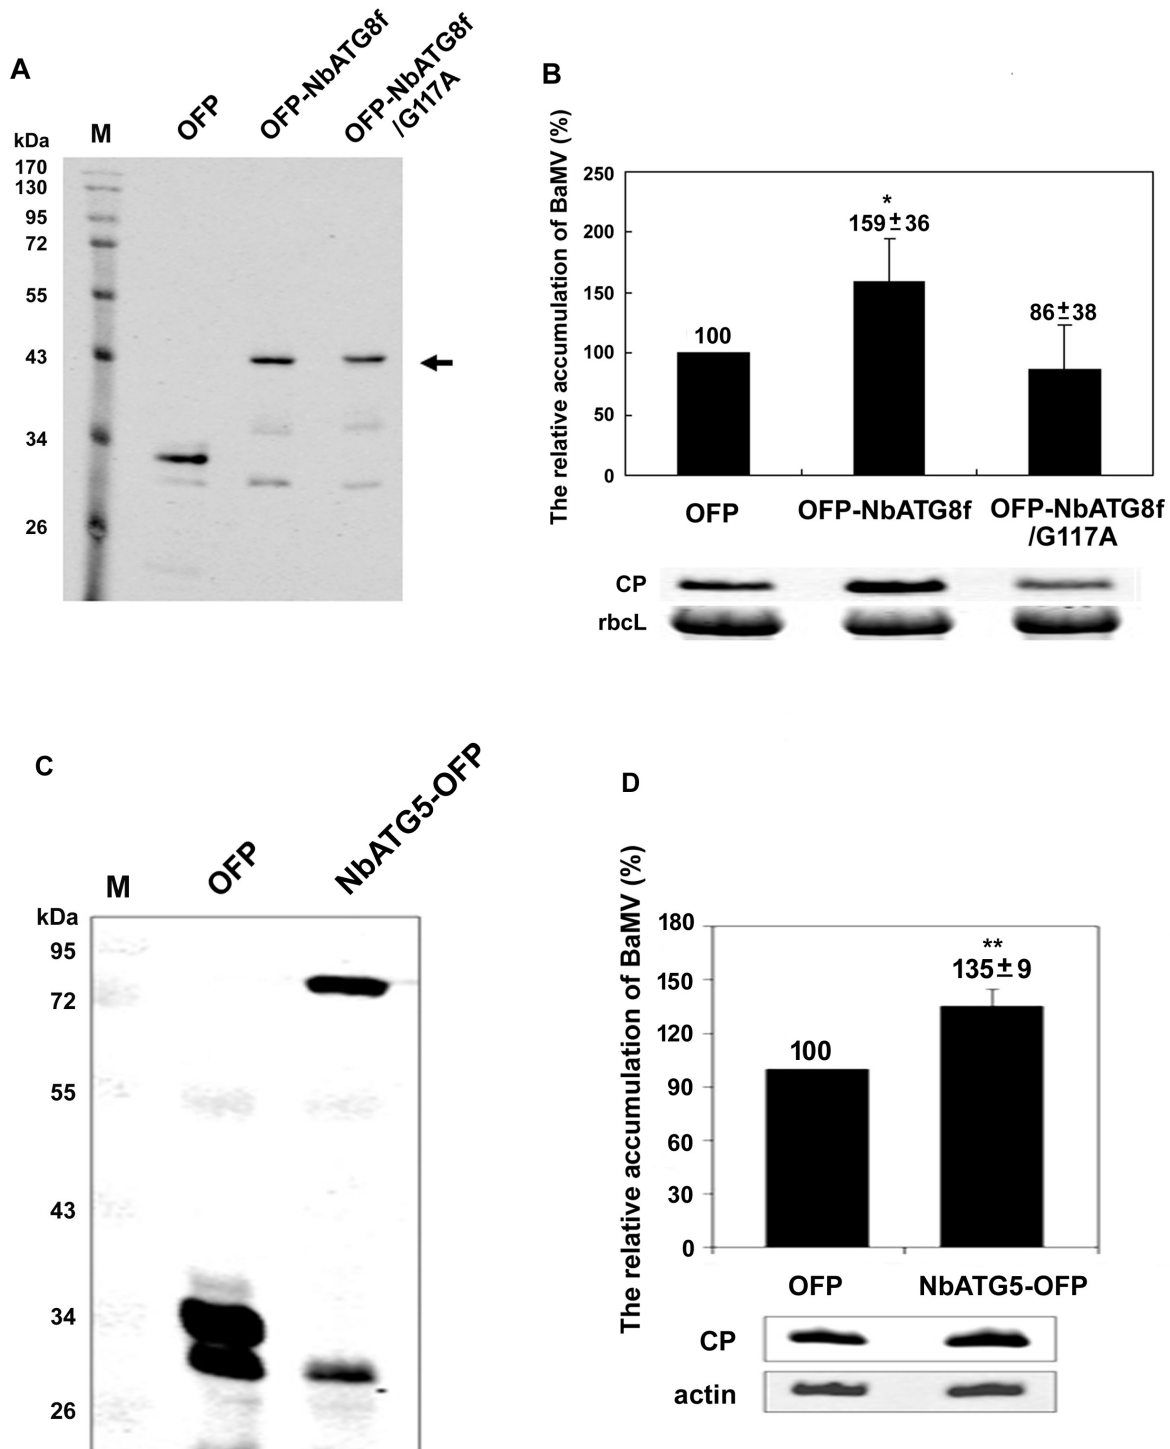 A
M
OFP
OFP-NbATG8f
OFP-NbATG8f
/G117A
kDa
170
130
95
72
55
43
34
26
B
The relative accumulation of BaMV (%)
250
200
150
100
50
0
100
*
159±36
86±38
OFP
OFP-NbATG8f
OFP-NbATG8f
/G117A
CP
rbcL
C
M
OFP
NbATG5-OFP
kDa
95
72
55
43
34
26
D
The relative accumulation of BaMV (%)
180
150
120
90
60
30
0
100
**
135±9
OFP
NbATG5-OFP
CP
actin